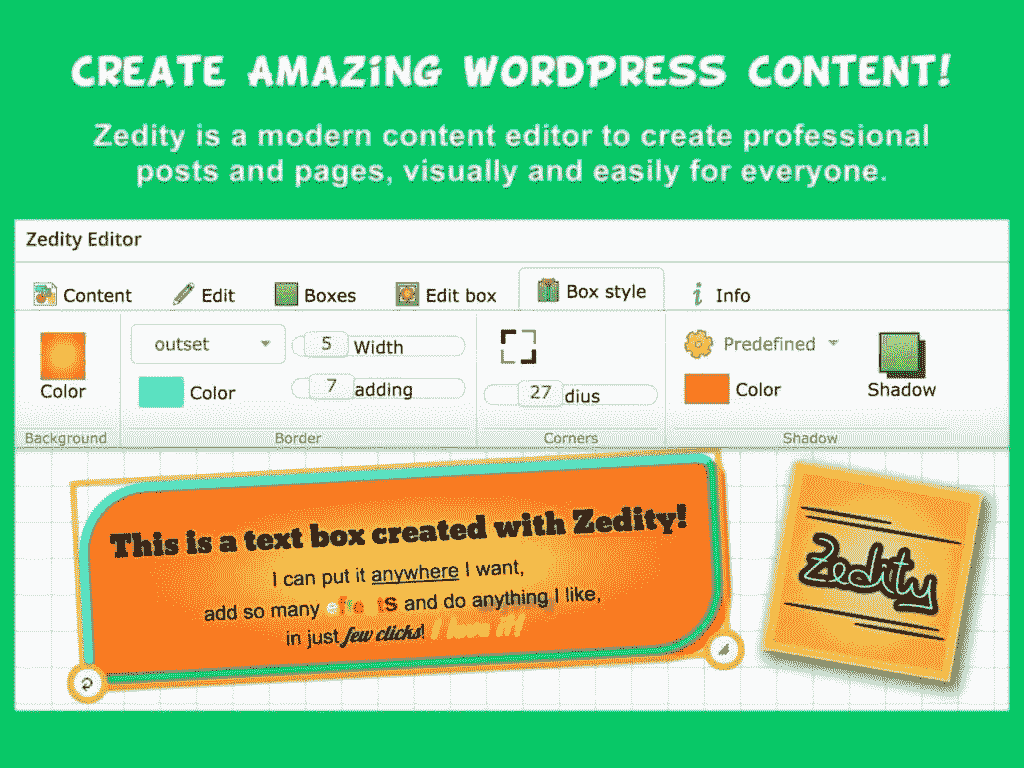 CREATE AMAZING WORDPRESS CONTENT!
Zedity is a modern content editor to create professional
posts and pages, visually and easily for everyone.
Zedity Editor
Content Edit Boxes Edit box Box style Info
outset 5 Width Predefined
Color Color 7 adding 27 dius Color Shadow
Background Border Corners Shadow
This is a text box created with Zedity!
I can put it anywhere I want,
add so many and do anything I like,
in just few clicks! I love it!
Zedity